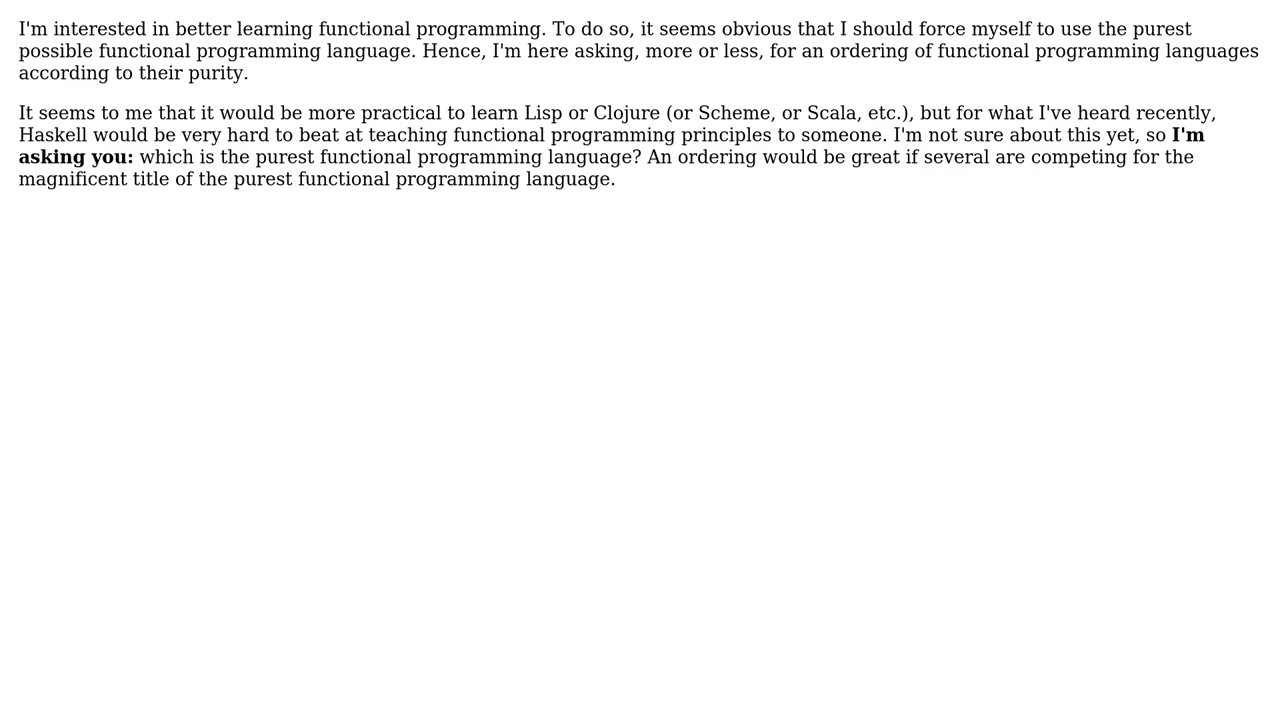 I'm interested in better learning functional programming. To do so, it seems obvious that I should force myself to use the purest
possible functional programming language. Hence, I'm here asking, more or less, for an ordering of functional programming languages
according to their purity.
It seems to me that it would be more practical to learn Lisp or Clojure (or Scheme, or Scala, etc.), but for what I've heard recently,
Haskell would be very hard to beat at teaching functional programming principles to someone. I'm not sure about this yet, so I'm
asking you: which is the purest functional programming language? An ordering would be great if several are competing for the
magnificent title of the purest functional programming language.